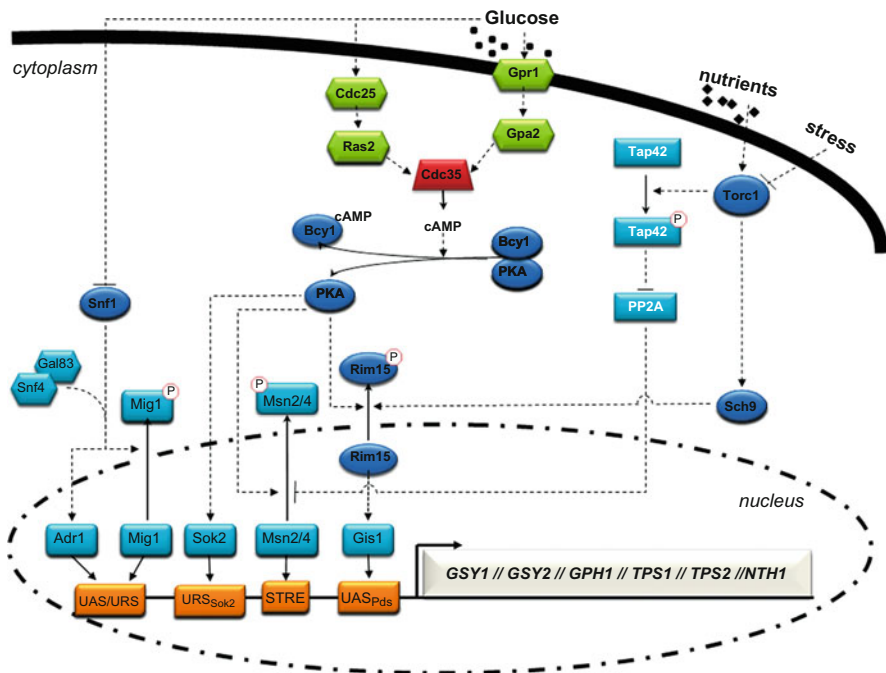 Glucose
cytoplasm
Gpr1
nutrients
Cdc25
stress
Ras2
Gpa2
Tap42
Cdc35
Torc1
cAMP
Bcy1
cAMP
Bcy1
PKA
Tap42
P
PKA
PP2A
Snf1
Gal83
Snf4
Mig1
P
P
Msn2/4
Rim15
P
Sch9
Rim15
nucleus
Adr1
Mig1
Sok2
Msn2/4
Gis1
UAS/URS
URSSok2
STRE
UASPds
GSY1 // GSY2 // GPH1 // TPS1 // TPS2 //NTH1